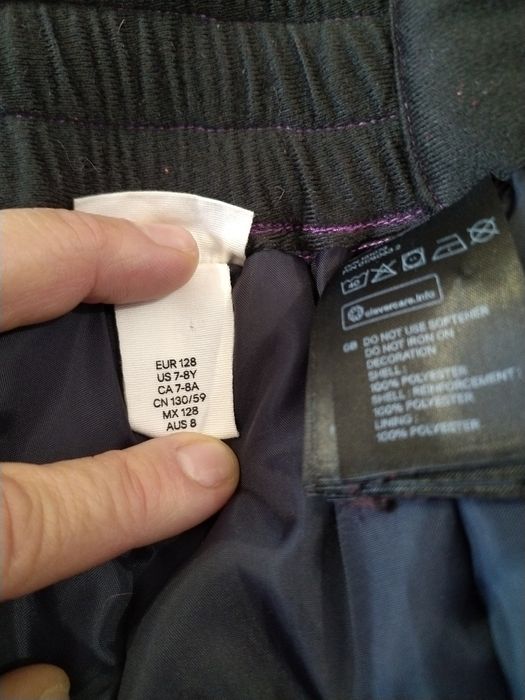 EUR 128
US 7-8Y
CA 7-8A
CN 130/59
MX 128
AUS 8
40
clevercare.info
GB DO NOT USE SOFTENER
DO NOT IRON ON
DECORATION
SHELL:
100% POLYESTER
SHELL: REINFORCEMENT:
100% POLYESTER
LINING:
100% POLYESTER